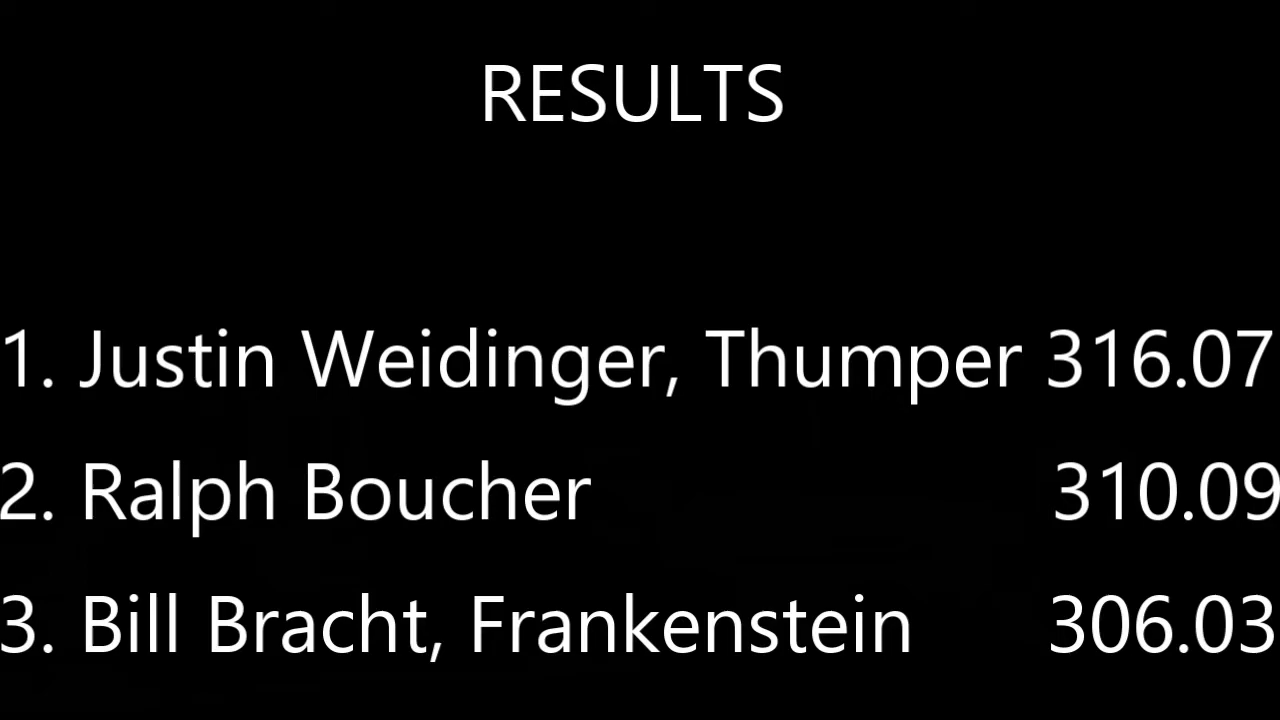 RESULTS
1. Justin Weidinger, Thumper 316.07
2. Ralph Boucher 310.09
3. Bill Bracht, Frankenstein 306.03